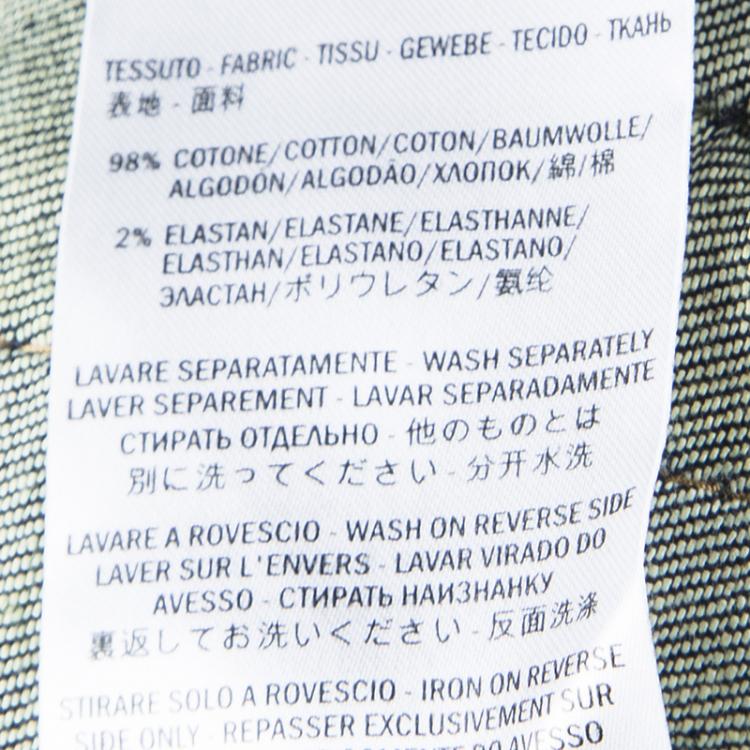 TESSUTO - FABRIC - TISSU - GEWEBE - TECIDO - ТКАНЬ
表地 - 面料
98% COTONE/COTTON/COTON/BAUMWOLLE/
ALGODÓN/ALGODÃO/ХЛОПОК/綿/棉
2% ELASTAN/ELASTANE/ELASTHANNE/
ELASTHAN/ELASTANO/ELASTANO/
ЭЛАСТАН/ポリウレタン/氨纶
LAVARE SEPARATAMENTE - WASH SEPARATELY
LAVER SEPAREMENT - LAVAR SEPARADAMENTE
СТИРАТЬ ОТДЕЛЬНО - 他のものとは
別に洗ってください - 分开水洗
LAVARE A ROVESCIO - WASH ON REVERSE SIDE
LAVER SUR L'ENVERS - LAVAR VIRADO DO
AVESSO - СТИРАТЬ НАИЗНАНКУ
裏返してお洗いください - 反面洗涤
STIRARE SOLO A ROVESCIO - IRON ON REVERSE
SIDE ONLY - REPASSER EXCLUSIVEMENT SUR
DO AVESSO